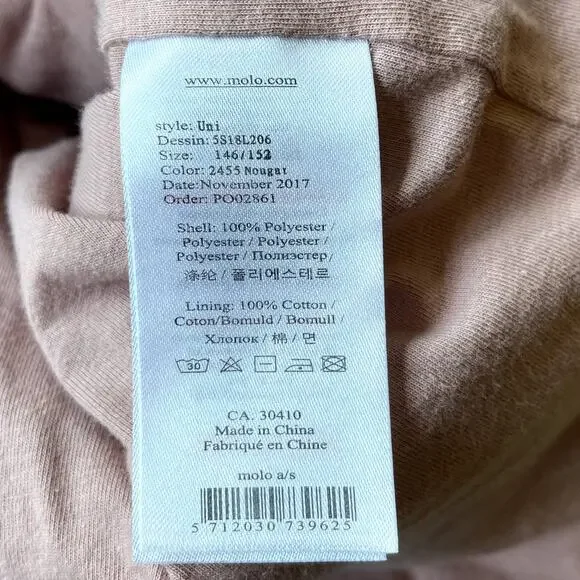 www.molo.com
style: Uni
Dessin: 5S18L206
Size: 146/152
Color: 2455 Nougat
Date:November 2017
Order: PO02861
Shell: 100% Polyester /
Polyester / Polyester /
Polyester / Полиэстер /
涤纶 / 폴리에스테르
Lining: 100% Cotton /
Coton/Bomuld / Bomull /
Хлопок / 棉 / 면
30
CA. 30410
Made in China
Fabriqué en Chine
molo a/s
5 712030 739625